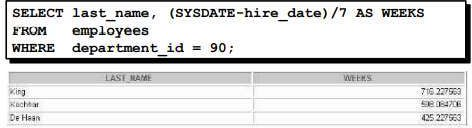 SELECT last_name, (SYSDATE-hire_date)/7 AS WEEKS
FROM employees
WHERE department_id = 90;
LAST_NAME WEEKS
King 716.227563
Kochhar 598.084706
De Haan 425.227563